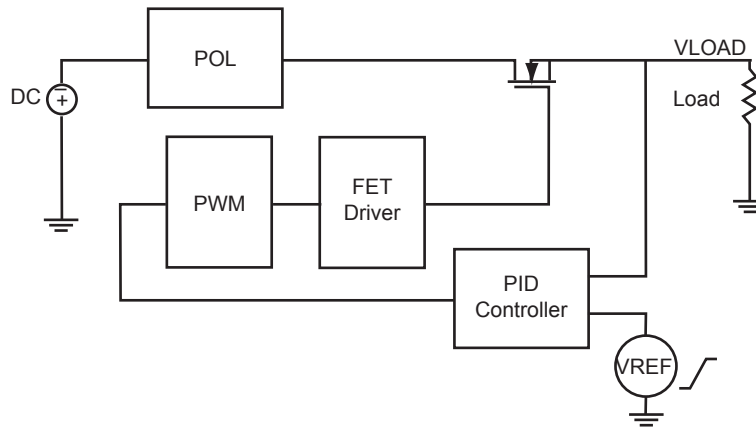 POL
VLOAD
DC
Load
PWM
FET
Driver
PID
Controller
VREF